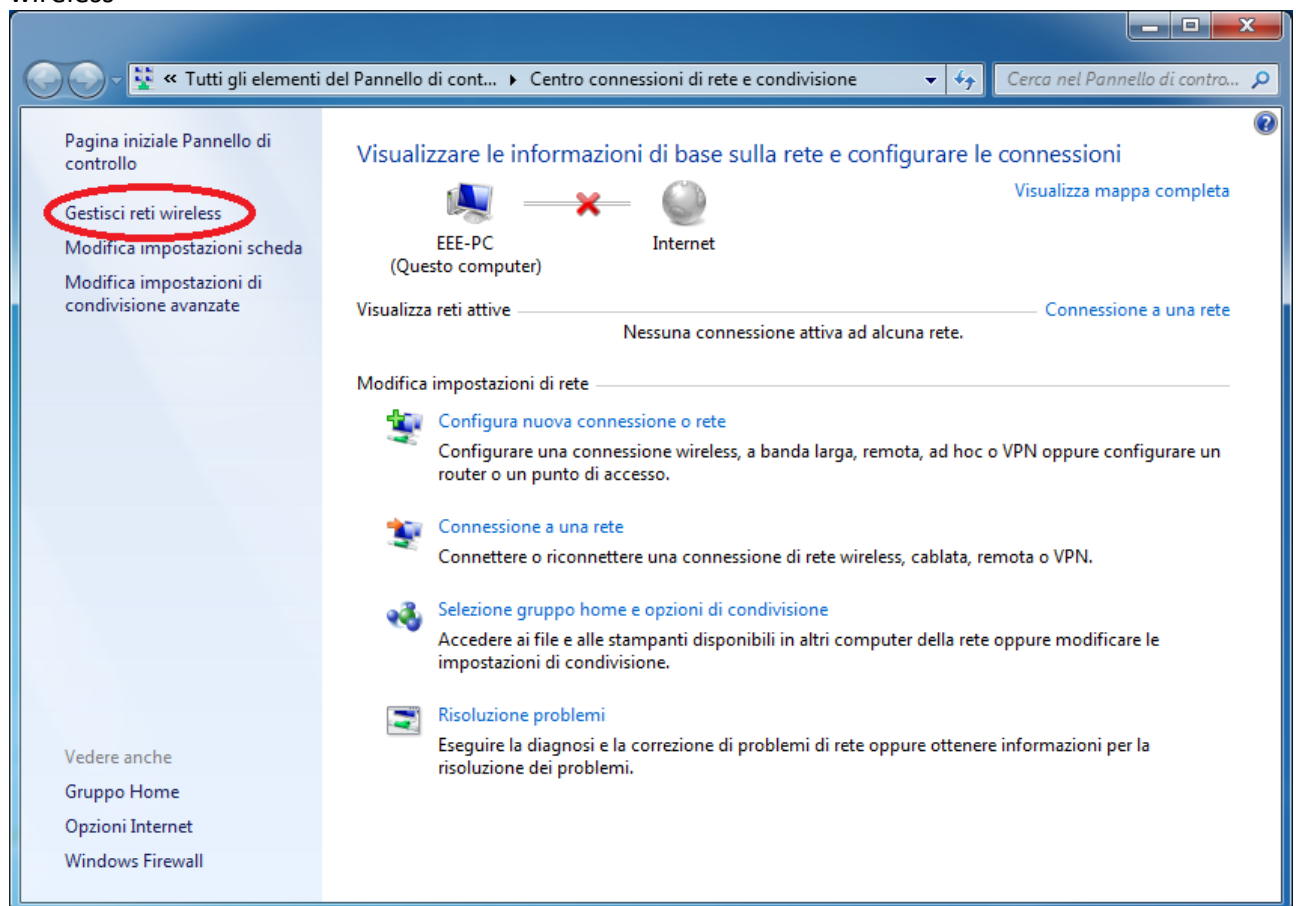 wireless
« Tutti gli elementi del Pannello di cont... ▸ Centro connessioni di rete e condivisione
Cerca nel Pannello di contro...
Pagina iniziale Pannello di
controllo
Gestisci reti wireless
Modifica impostazioni scheda
Modifica impostazioni di
condivisione avanzate
Visualizzare le informazioni di base sulla rete e configurare le connessioni
Visualizza mappa completa
EEE-PC
(Questo computer)
Internet
Visualizza reti attive
Connessione a una rete
Nessuna connessione attiva ad alcuna rete.
Modifica impostazioni di rete
Configura nuova connessione o rete
Configurare una connessione wireless, a banda larga, remota, ad hoc o VPN oppure configurare un
router o un punto di accesso.
Connessione a una rete
Connettere o riconnettere una connessione di rete wireless, cablata, remota o VPN.
Selezione gruppo home e opzioni di condivisione
Accedere ai file e alle stampanti disponibili in altri computer della rete oppure modificare le
impostazioni di condivisione.
Risoluzione problemi
Eseguire la diagnosi e la correzione di problemi di rete oppure ottenere informazioni per la
risoluzione dei problemi.
Vedere anche
Gruppo Home
Opzioni Internet
Windows Firewall